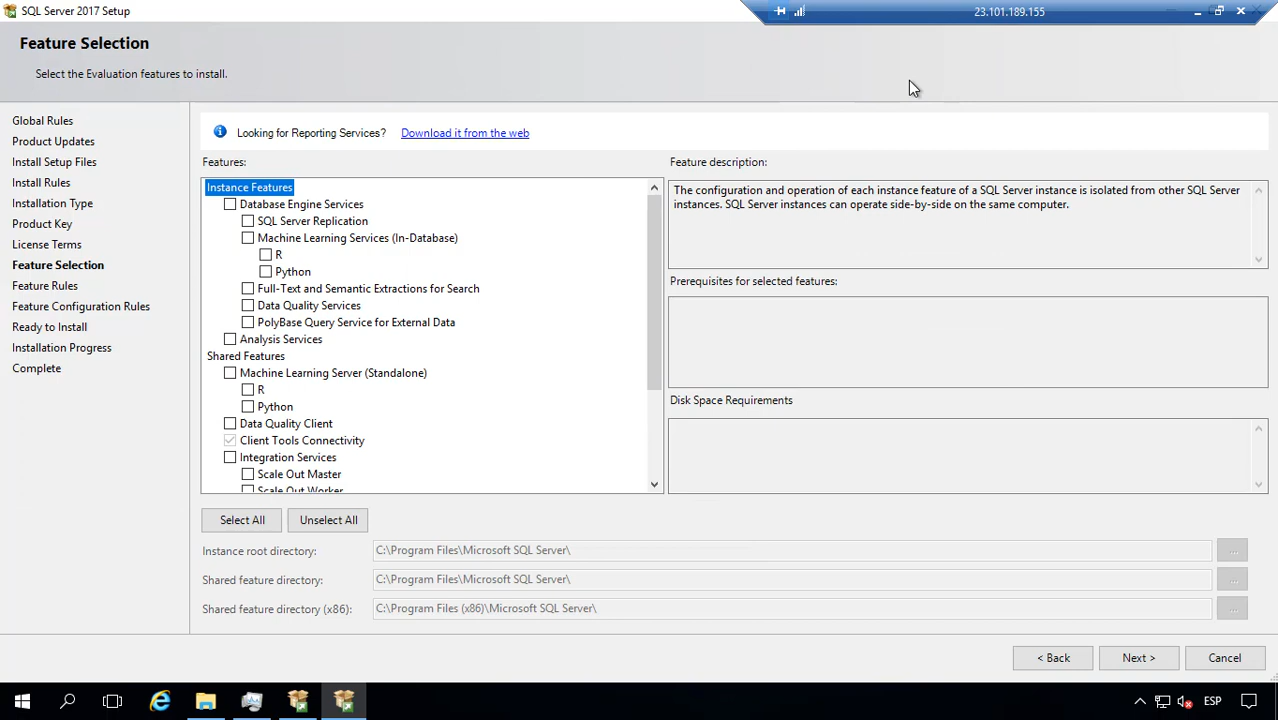 SQL Server 2017 Setup
23.101.189.155
Feature Selection
Select the Evaluation features to install.
Global Rules
Product Updates
Install Setup Files
Install Rules
Installation Type
Product Key
License Terms
Feature Selection
Feature Rules
Feature Configuration Rules
Ready to Install
Installation Progress
Complete
Looking for Reporting Services? Download it from the web
Features:
Instance Features
Database Engine Services
SQL Server Replication
Machine Learning Services (In-Database)
R
Python
Full-Text and Semantic Extractions for Search
Data Quality Services
PolyBase Query Service for External Data
Analysis Services
Shared Features
Machine Learning Server (Standalone)
R
Python
Data Quality Client
Client Tools Connectivity
Integration Services
Scale Out Master
Scale Out Worker
Feature description:
The configuration and operation of each instance feature of a SQL Server instance is isolated from other SQL Server
instances. SQL Server instances can operate side-by-side on the same computer.
Prerequisites for selected features:
Disk Space Requirements
Select All
Unselect All
Instance root directory: C:\Program Files\Microsoft SQL Server\ ...
Shared feature directory: C:\Program Files\Microsoft SQL Server\ ...
Shared feature directory (x86): C:\Program Files (x86)\Microsoft SQL Server\ ...
< Back
Next >
Cancel
ESP